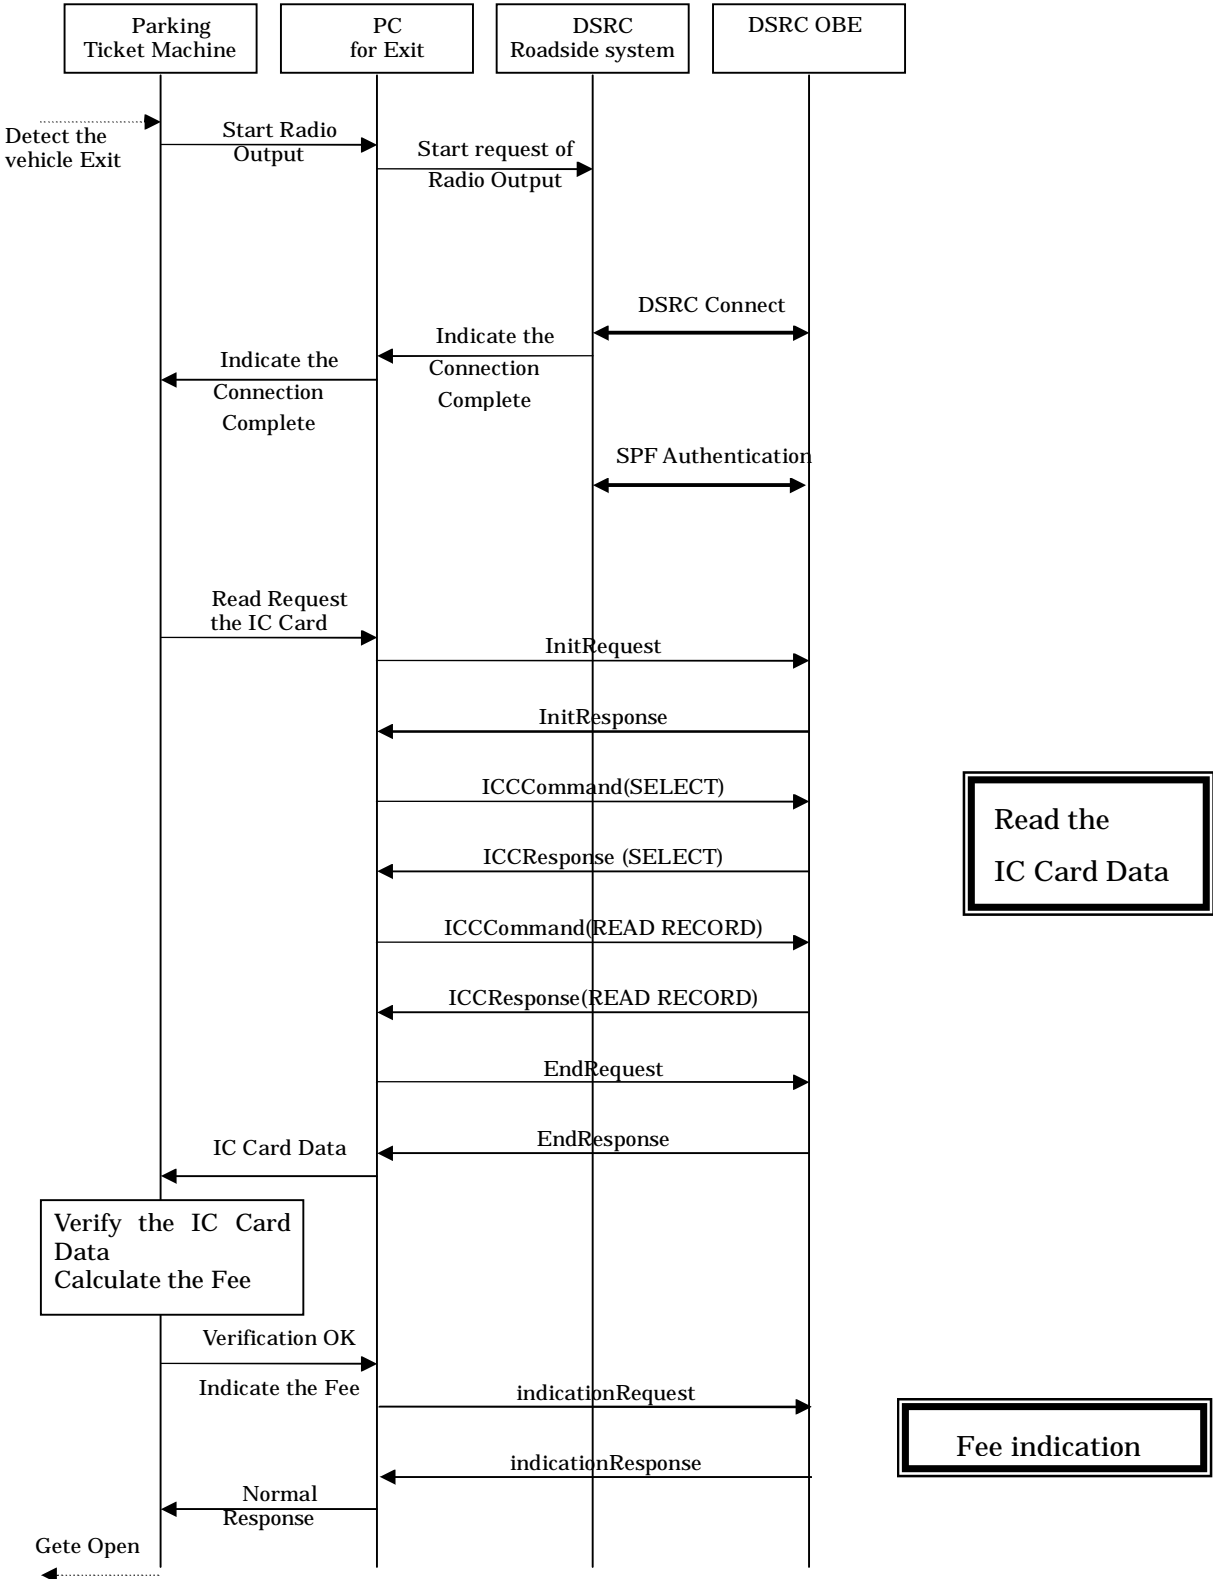 Parking
Ticket Machine
PC
for Exit
DSRC
Roadside system
DSRC OBE
Detect the
vehicle Exit
Start Radio
Output
Start request of
Radio Output
DSRC Connect
Indicate the
Connection
Complete
Indicate the
Connection
Complete
SPF Authentication
Read Request
the IC Card
InitRequest
InitResponse
ICCCommand(SELECT)
ICCResponse (SELECT)
Read the
IC Card Data
ICCCommand(READ RECORD)
ICCResponse(READ RECORD)
EndRequest
EndResponse
IC Card Data
Verify the IC Card
Data
Calculate the Fee
Verification OK
Indicate the Fee
indicationRequest
Fee indication
indicationResponse
Normal
Response
Gete Open